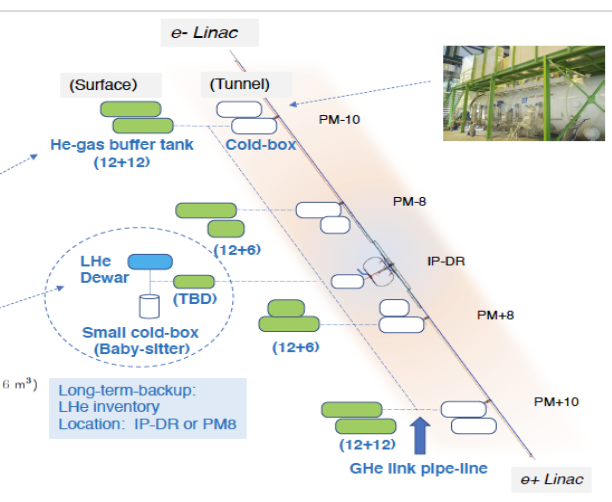 e- Linac
(Surface)
(Tunnel)
PM-10
He-gas buffer tank
(12+12)
Cold-box
PM-8
(12+6)
IP-DR
LHe
Dewar
(TBD)
Small cold-box
(Baby-sitter)
PM+8
(12+6)
6 m³)
Long-term-backup:
LHe inventory
Location: IP-DR or PM8
PM+10
(12+12)
GHe link pipe-line
e+ Linac